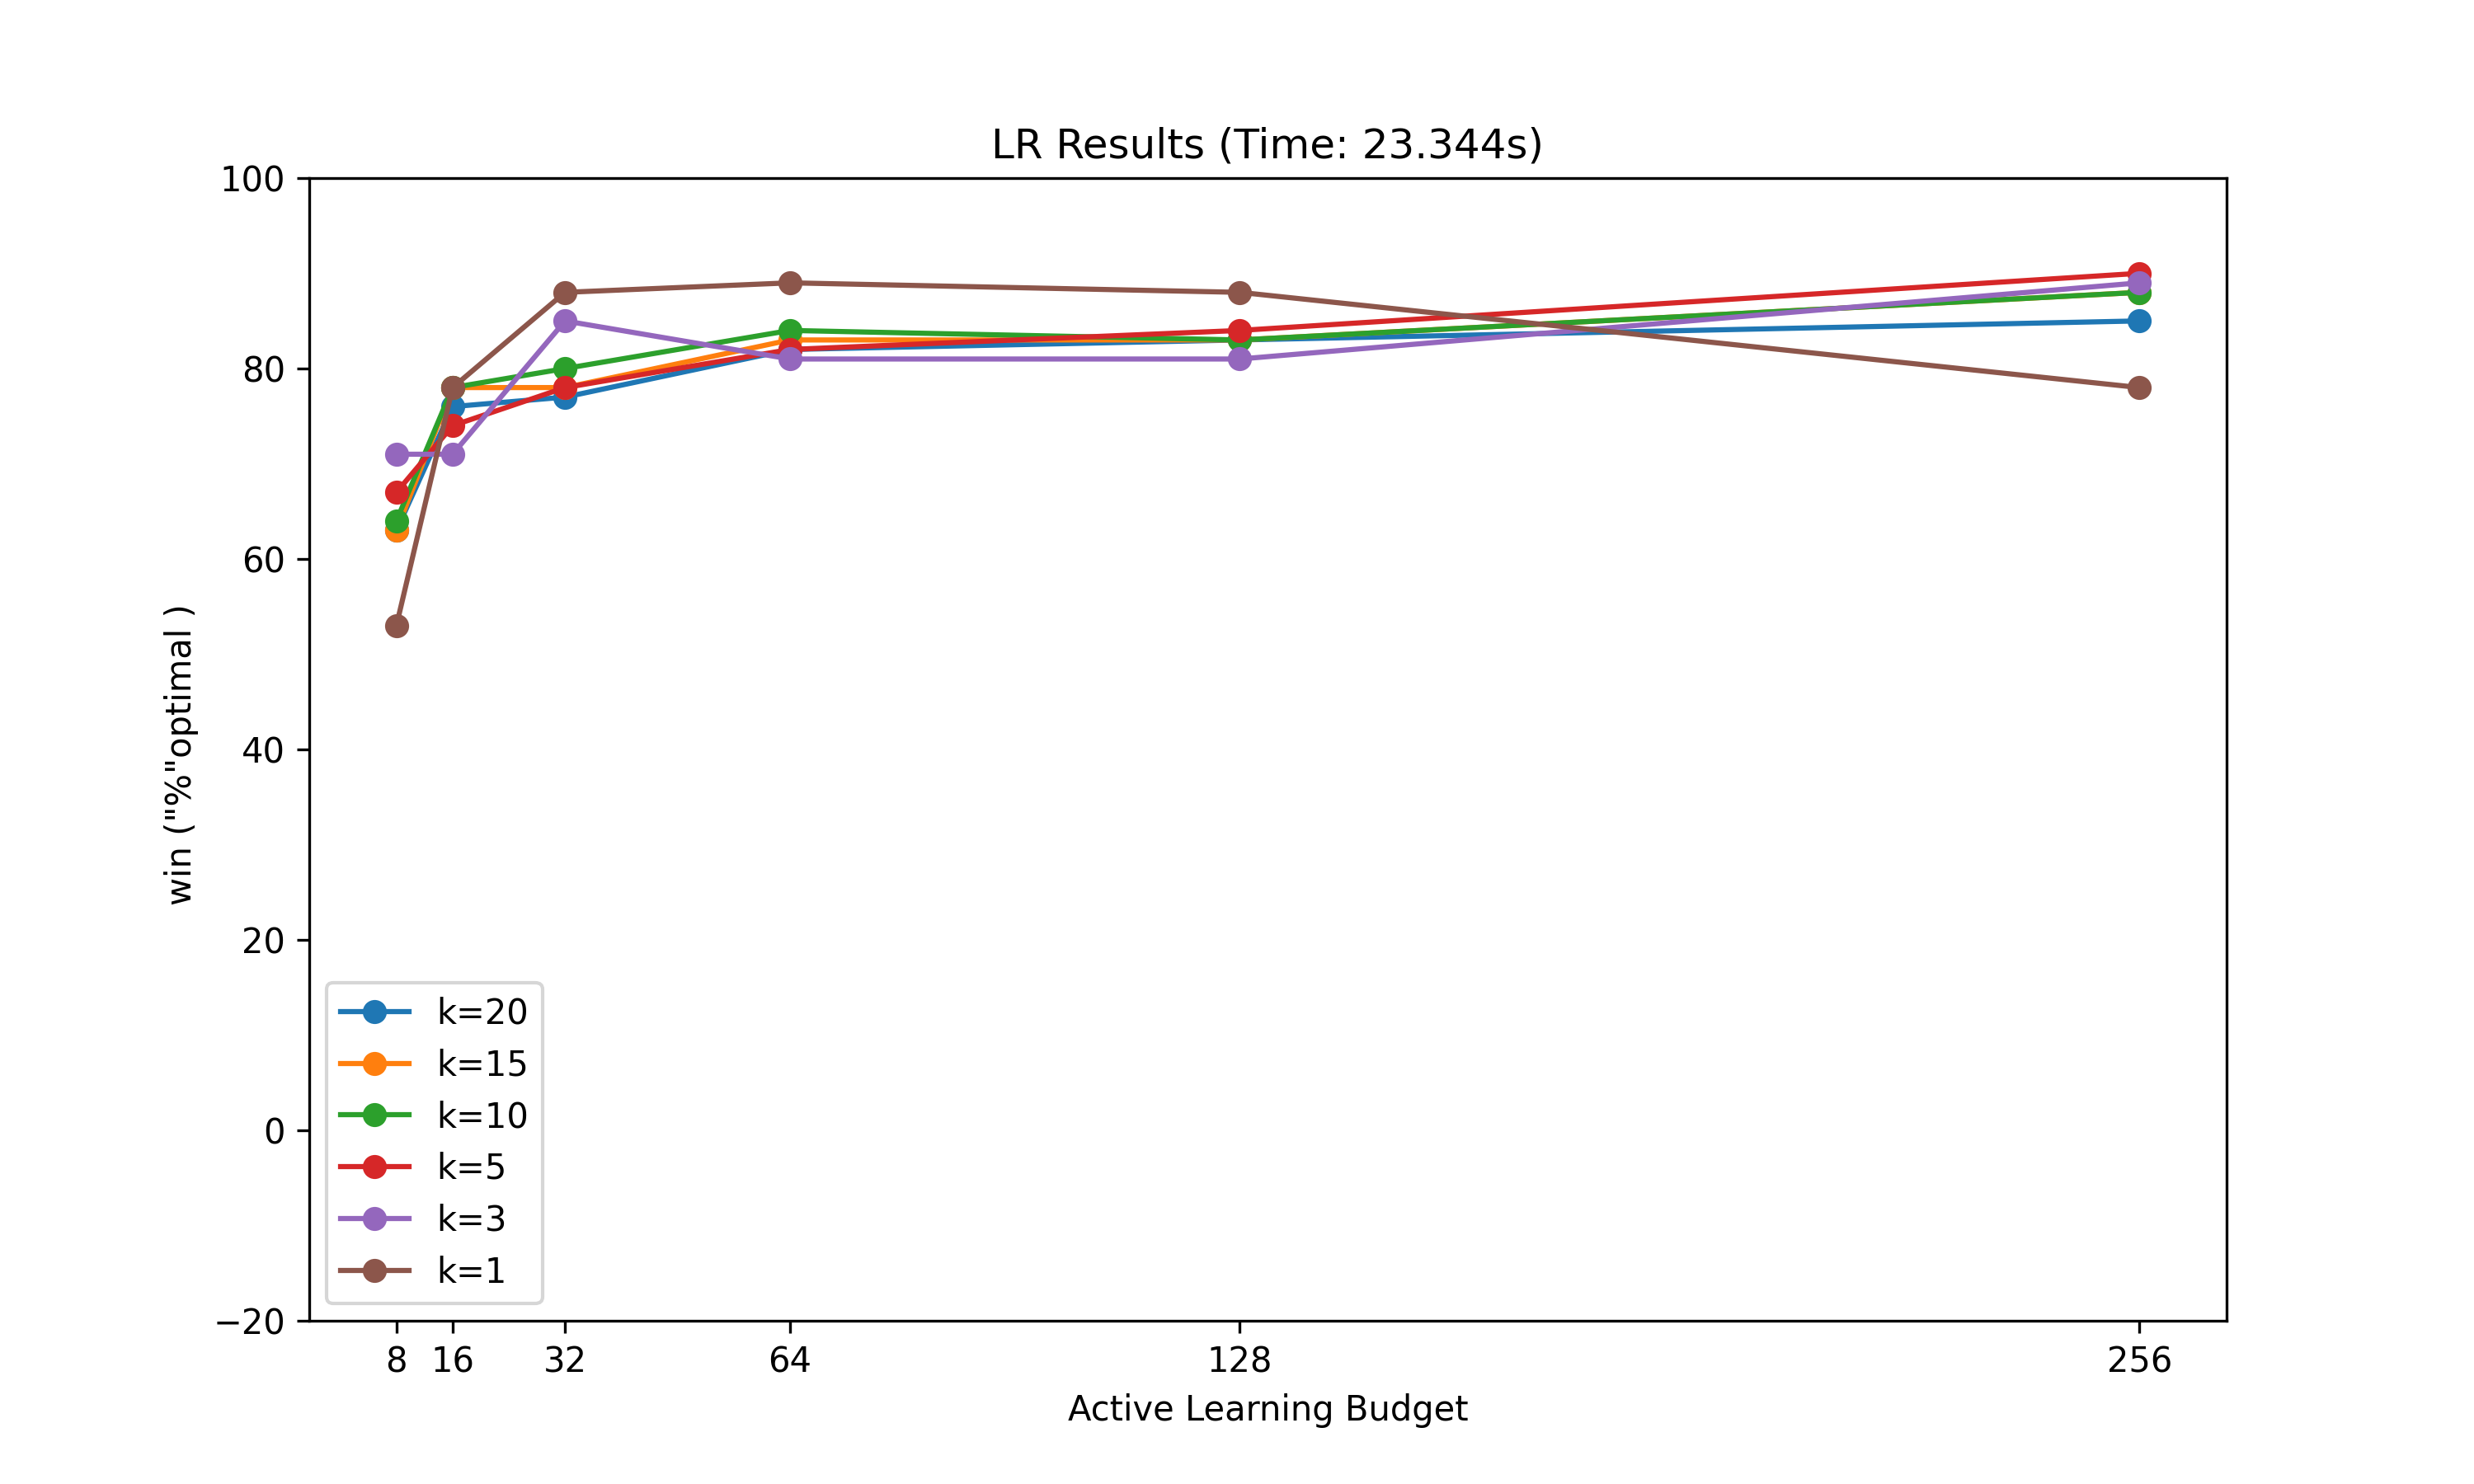 LR Results (Time: 23.344s)
100
80
60
40
20
0
−20
win ("%"optimal )
k=20
k=15
k=10
k=5
k=3
k=1
8 16 32 64 128 256
Active Learning Budget